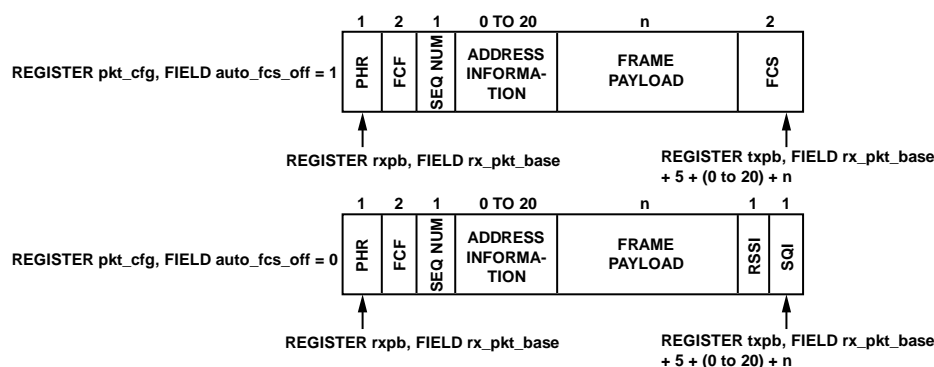 1 2 1 0 TO 20 n 2
REGISTER pkt_cfg, FIELD auto_fcs_off = 1
PHR
FCF
SEQ NUM
ADDRESS
INFORMA-
TION
FRAME
PAYLOAD
FCS
REGISTER rxpb, FIELD rx_pkt_base
REGISTER txpb, FIELD rx_pkt_base
+ 5 + (0 to 20) + n
1 2 1 0 TO 20 n 1 1
REGISTER pkt_cfg, FIELD auto_fcs_off = 0
PHR
FCF
SEQ NUM
ADDRESS
INFORMA-
TION
FRAME
PAYLOAD
RSSI
SQI
REGISTER rxpb, FIELD rx_pkt_base
REGISTER txpb, FIELD rx_pkt_base
+ 5 + (0 to 20) + n